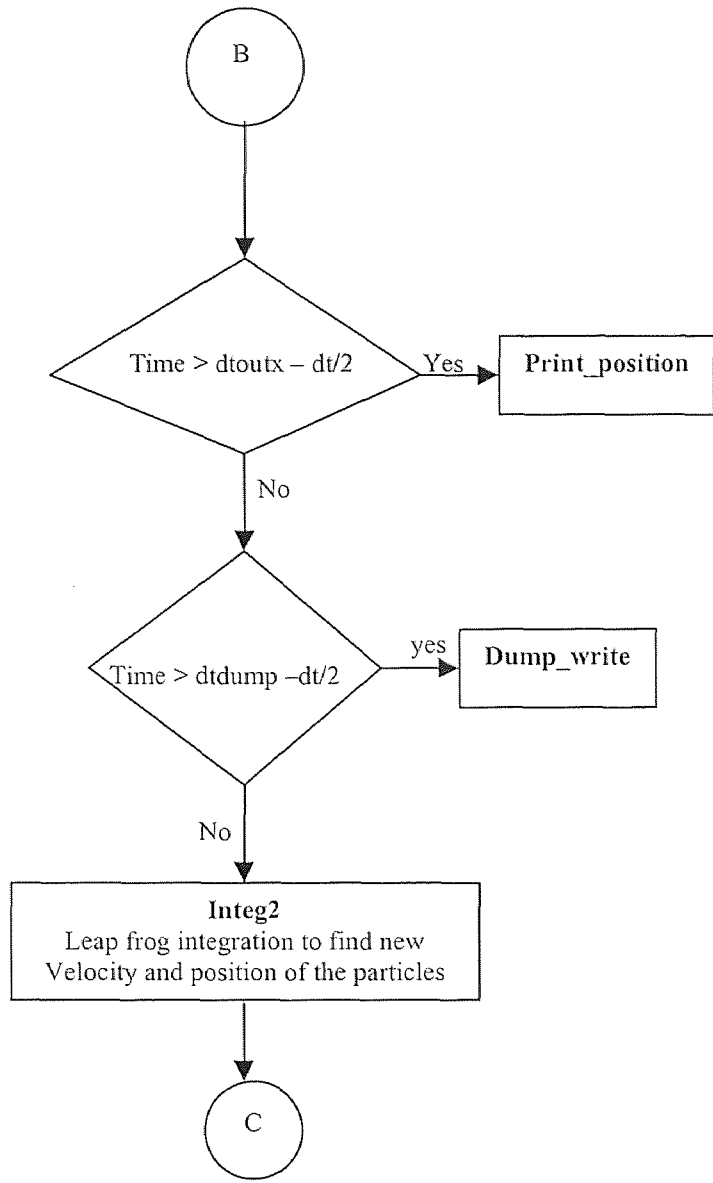 B
Time > dtoutx – dt/2
Yes
Print_position
No
Time > dtdump –dt/2
yes
Dump_write
No
Integ2
Leap frog integration to find new
Velocity and position of the particles
C